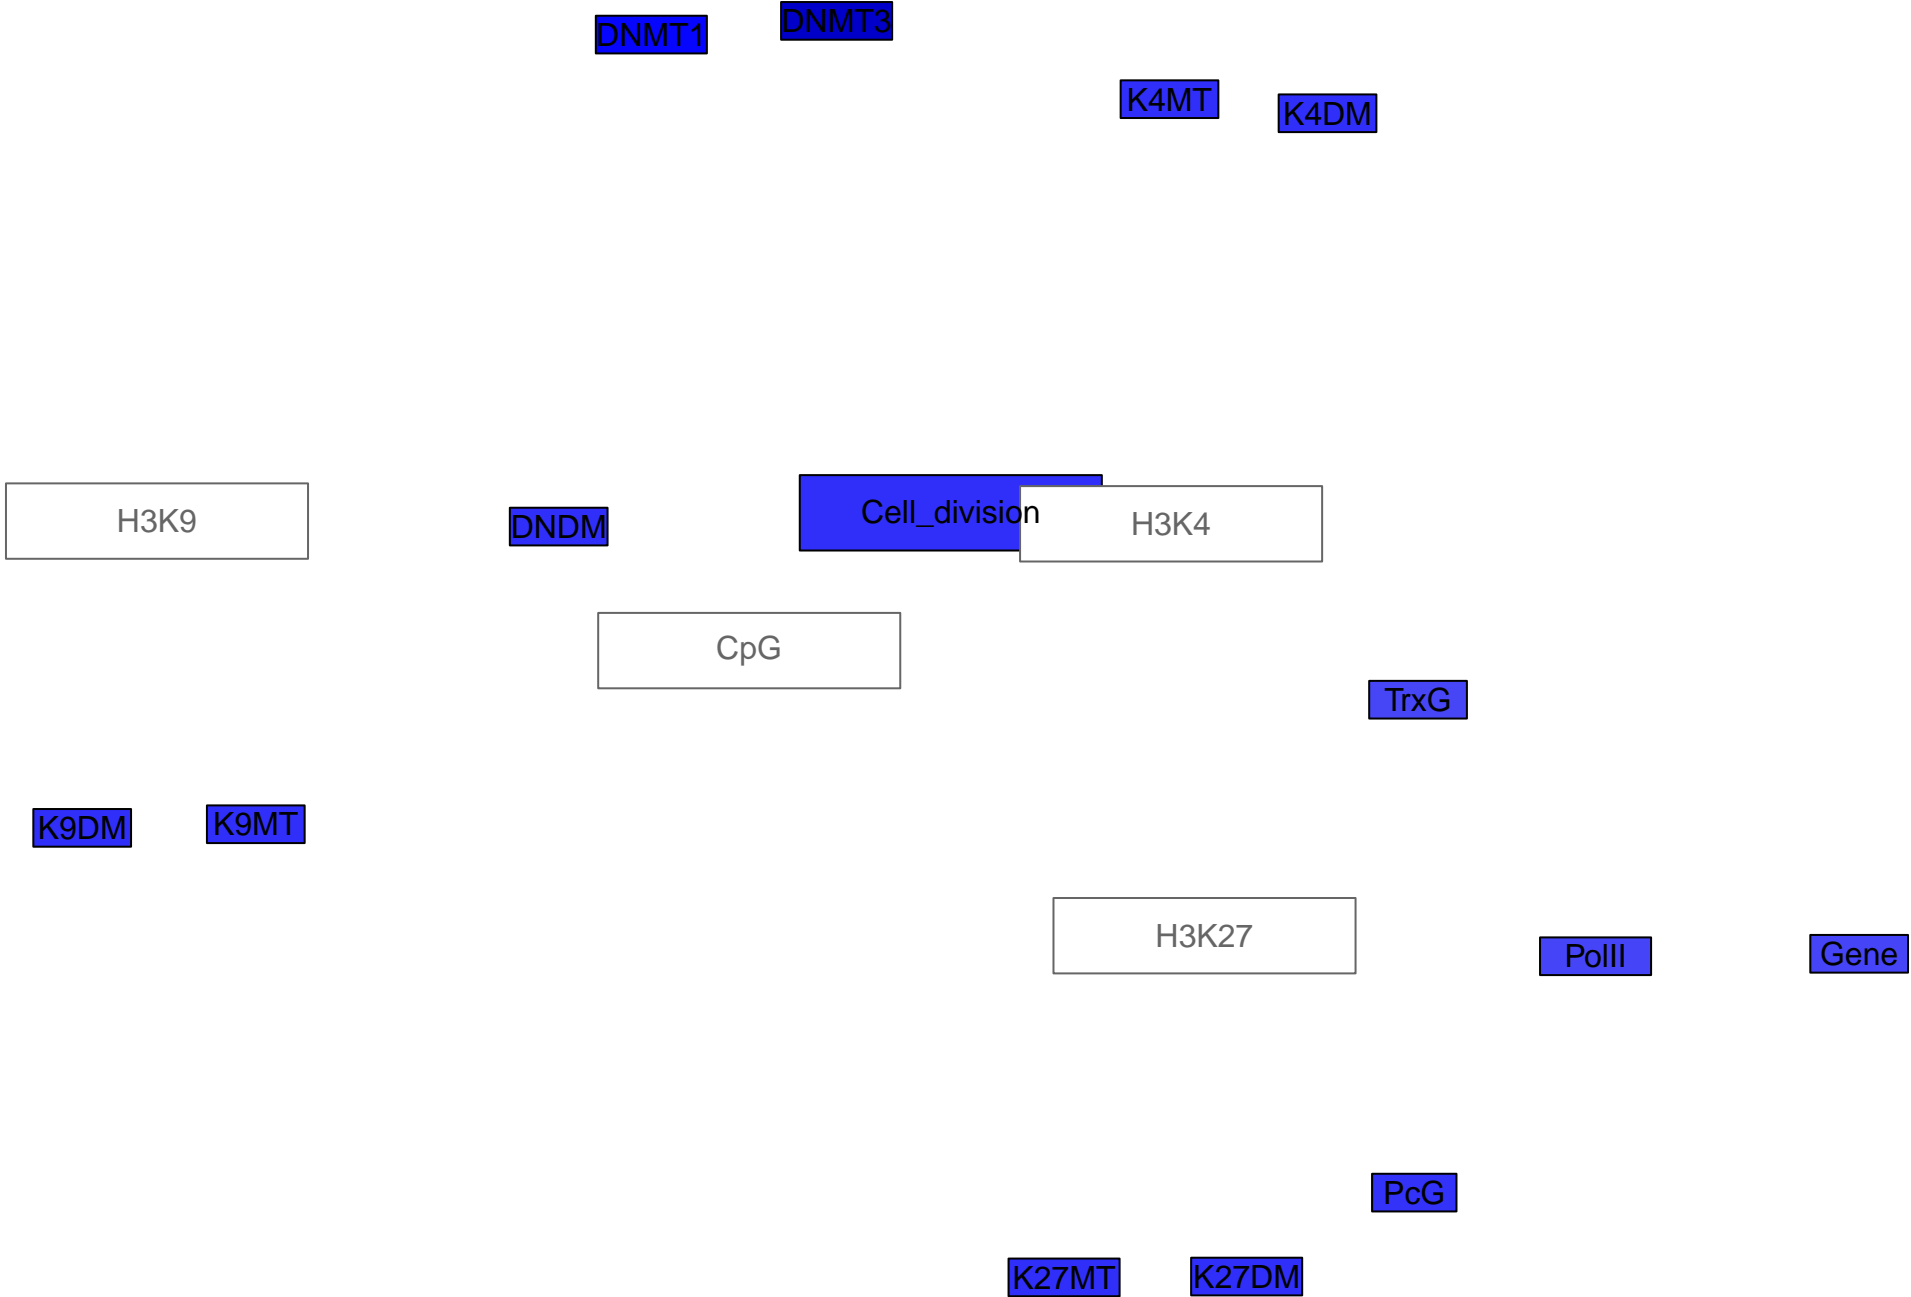 DNMT1
DNMT3
K4MT
K4DM
H3K9
DNDM
Cell_division
H3K4
CpG
TrxG
K9DM
K9MT
H3K27
PolII
Gene
PcG
K27MT
K27DM